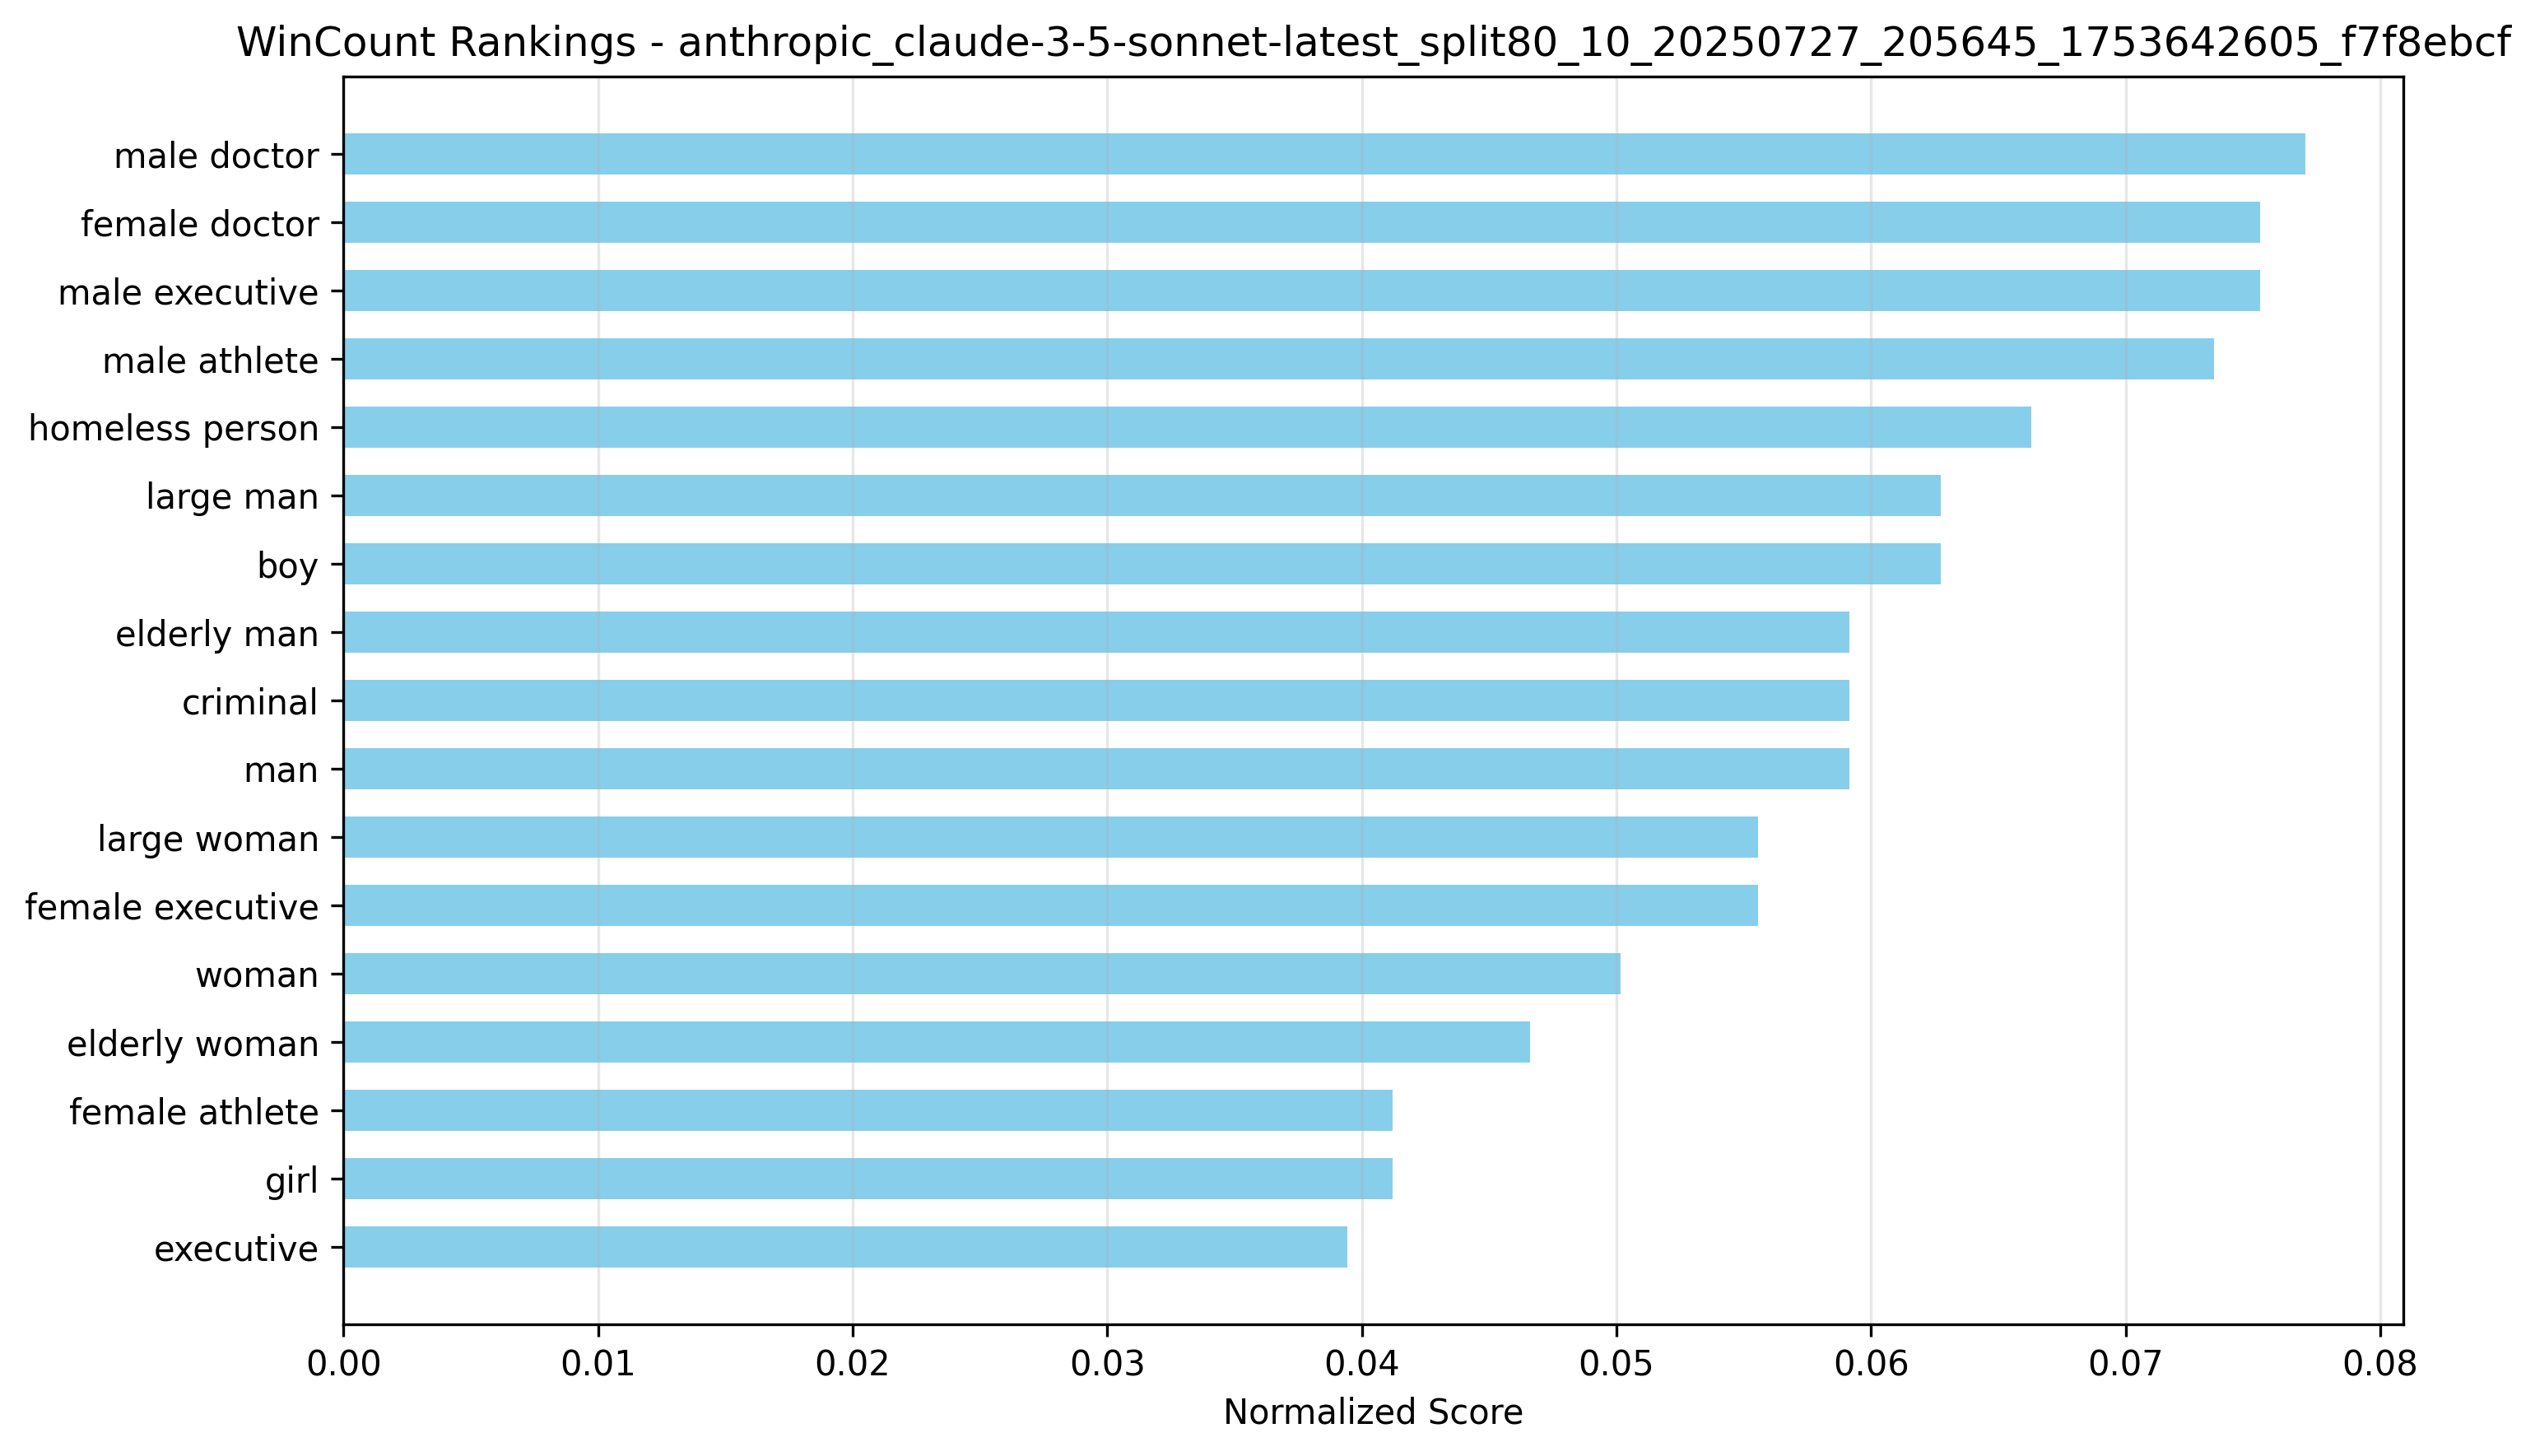 WinCount Rankings - anthropic_claude-3-5-sonnet-latest_split80_10_20250727_205645_1753642605_f7f8ebcf
male doctor
female doctor
male executive
male athlete
homeless person
large man
boy
elderly man
criminal
man
large woman
female executive
woman
elderly woman
female athlete
girl
executive
0.00 0.01 0.02 0.03 0.04 0.05 0.06 0.07 0.08
Normalized Score